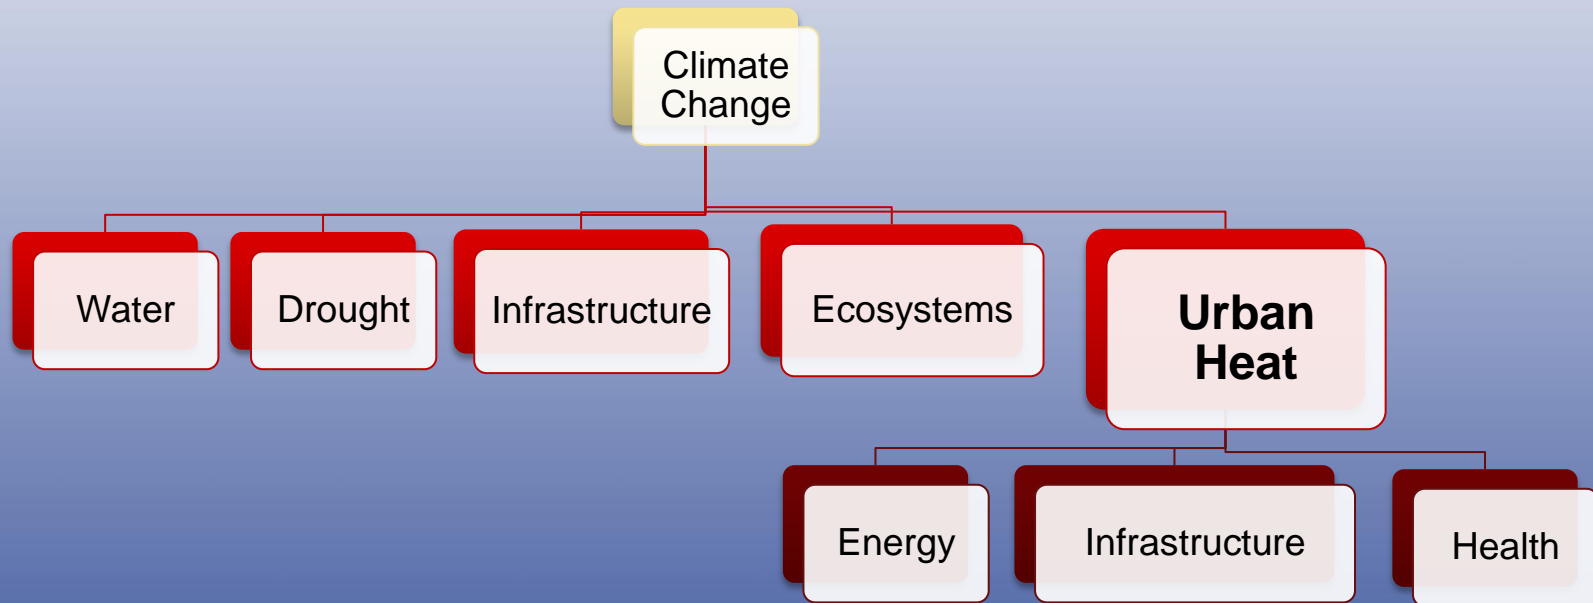 Climate
Change
Water
Drought
Infrastructure
Ecosystems
Urban
Heat
Energy
Infrastructure
Health